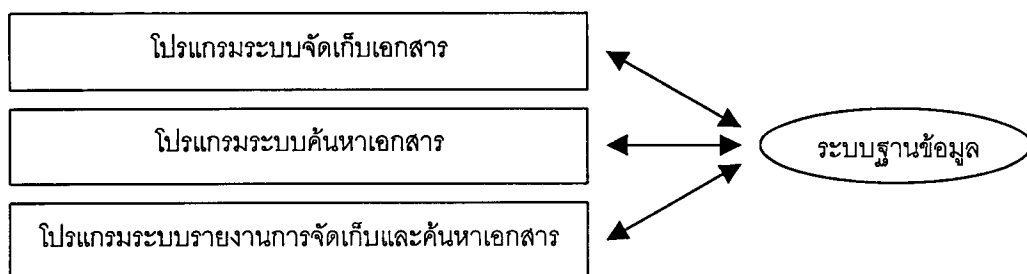 โปรแกรมระบบจัดเก็บเอกสาร
โปรแกรมระบบค้นหาเอกสาร
ระบบฐานข้อมูล
โปรแกรมระบบรายงานการจัดเก็บและค้นหาเอกสาร